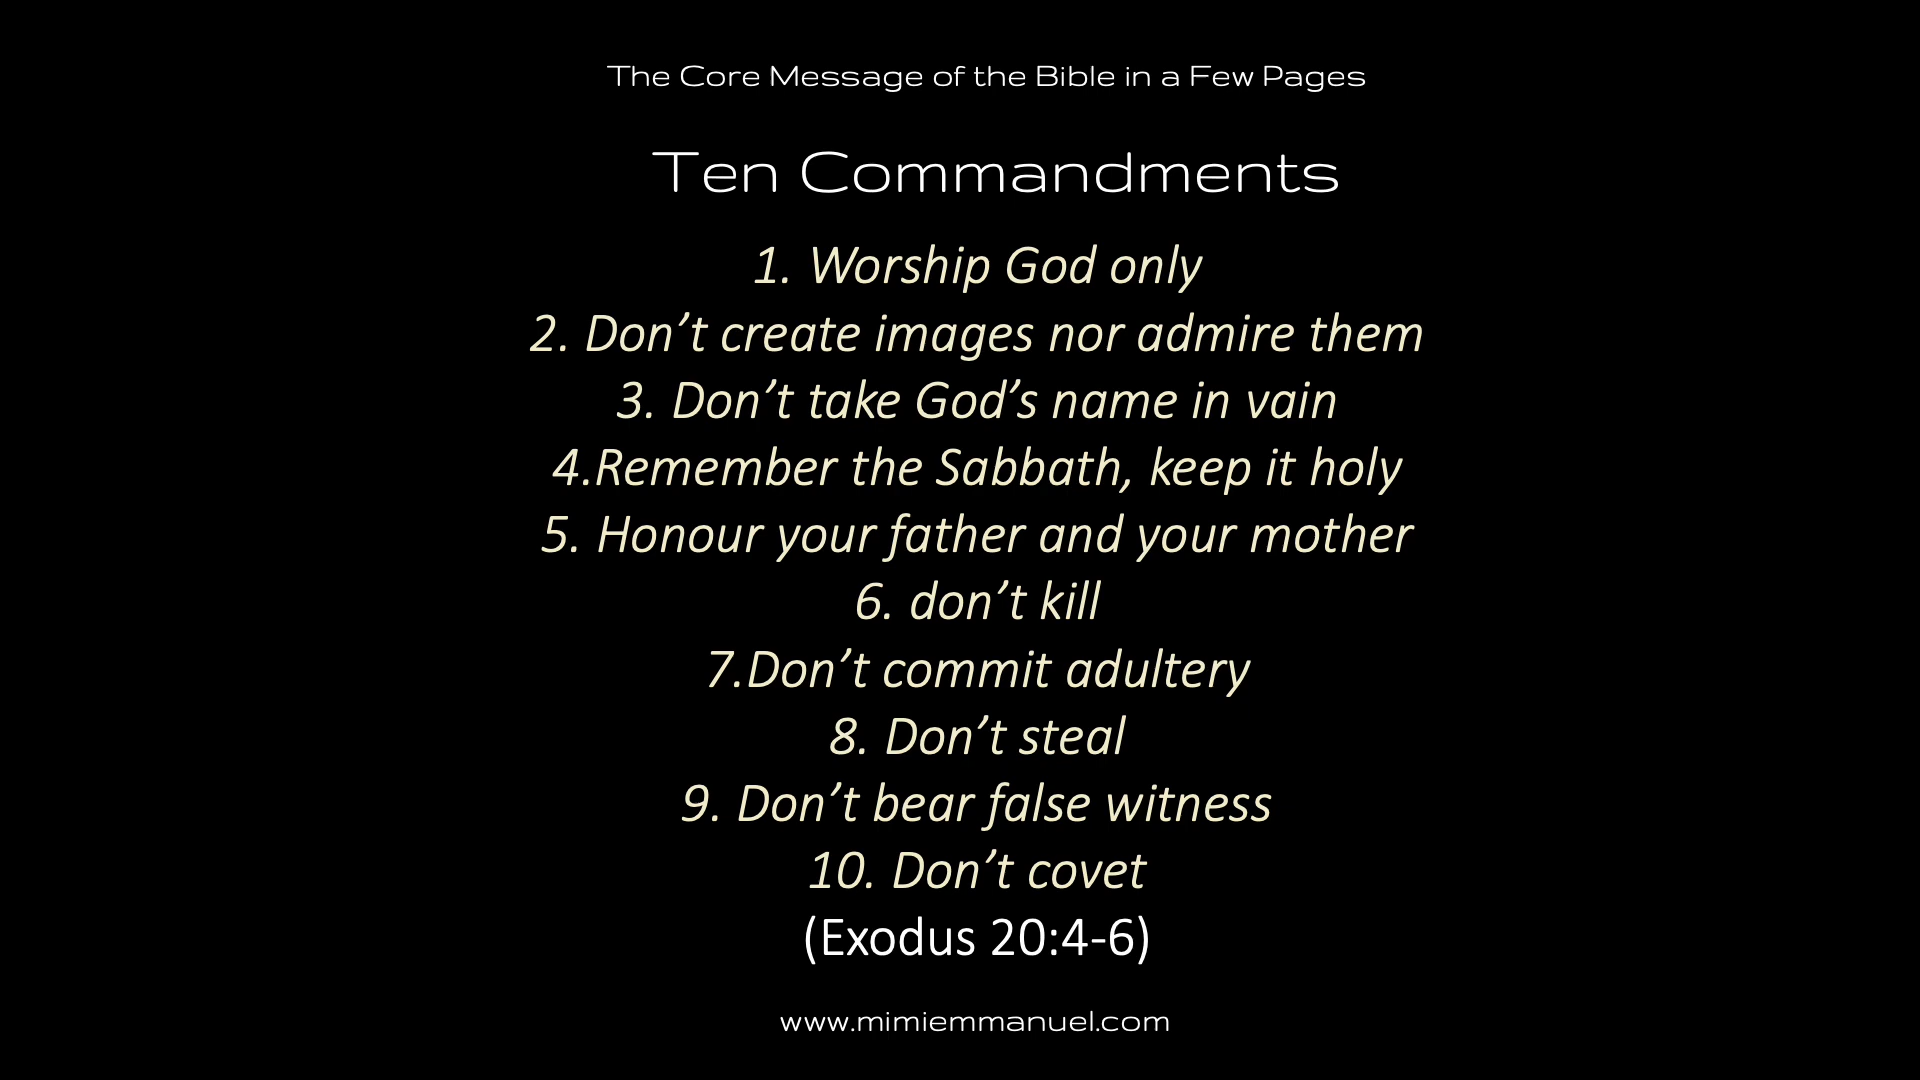 The Core Message of the Bible in a Few Pages
Ten Commandments
1. Worship God only
2. Don’t create images nor admire them
3. Don’t take God’s name in vain
4.Remember the Sabbath, keep it holy
5. Honour your father and your mother
6. don’t kill
7.Don’t commit adultery
8. Don’t steal
9. Don’t bear false witness
10. Don’t covet
(Exodus 20:4-6)
www.mimiemmanuel.com